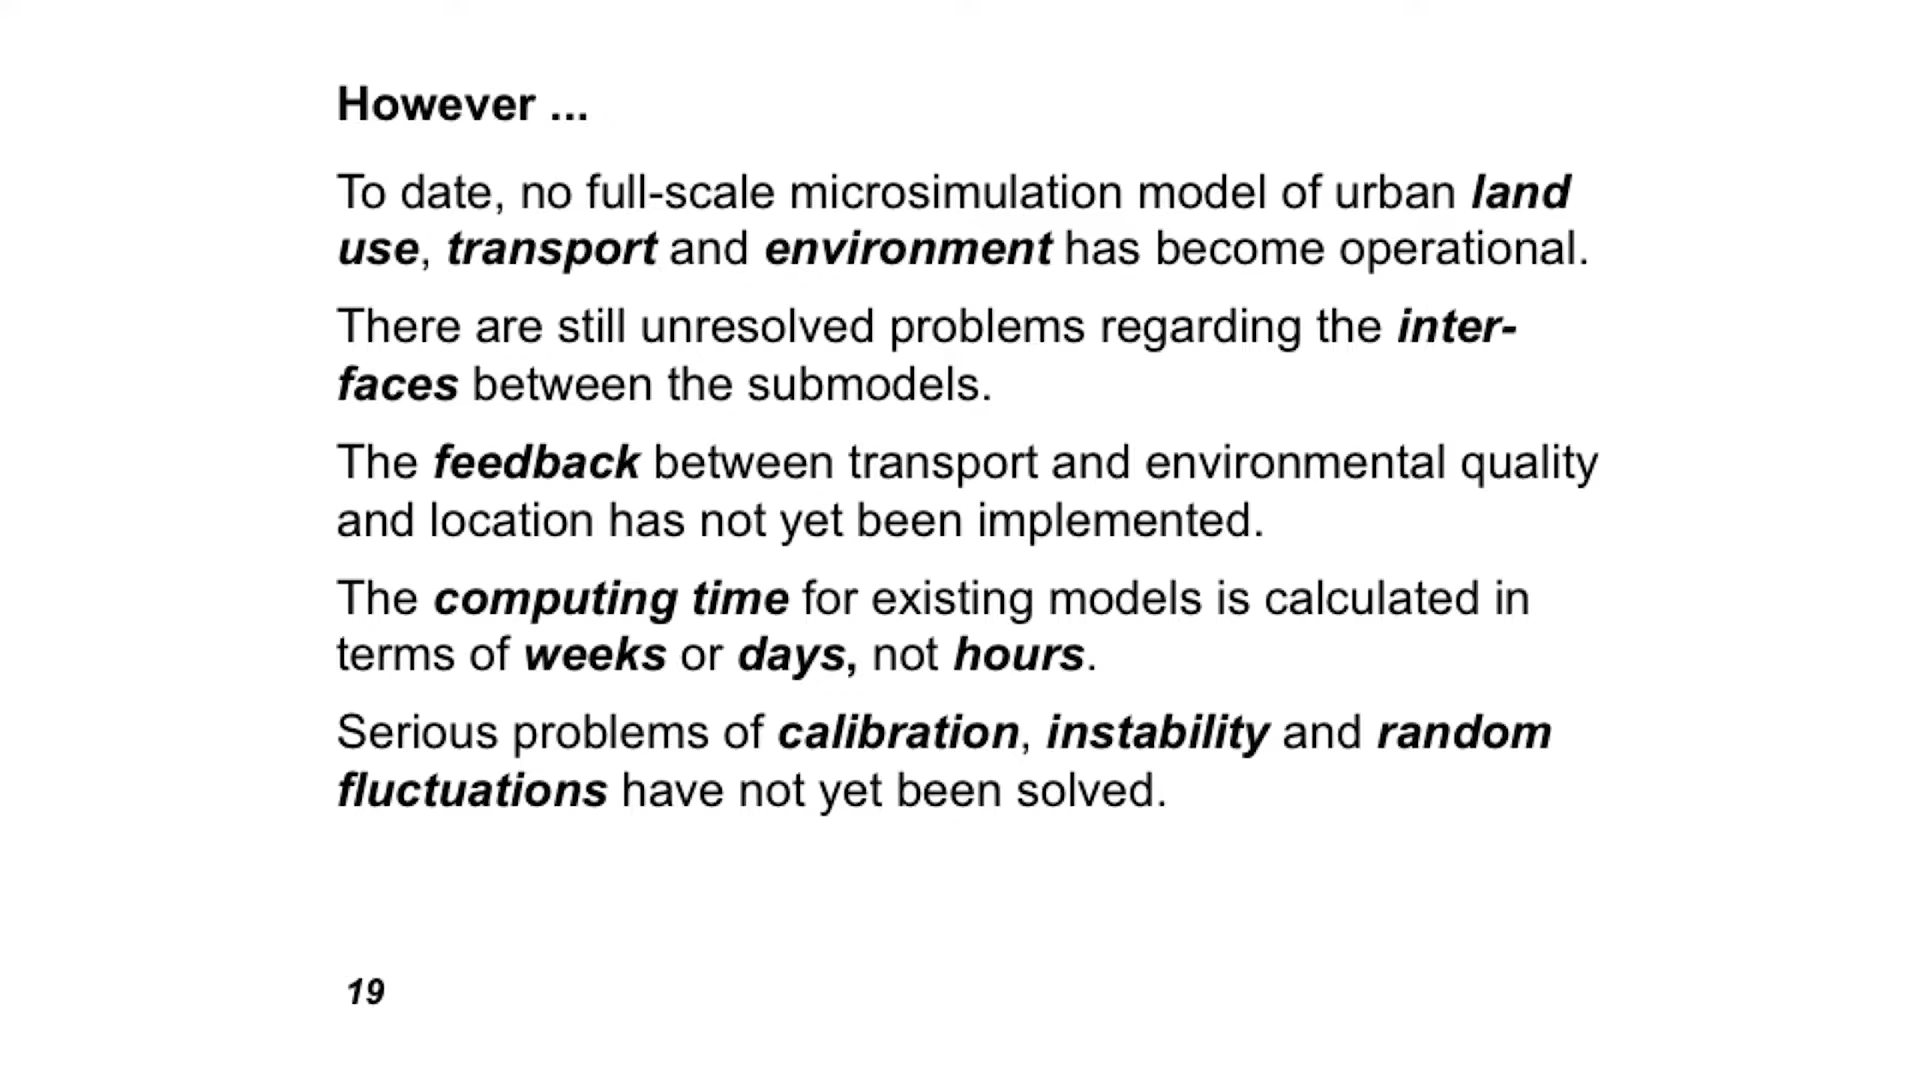 However ...
To date, no full-scale microsimulation model of urban land
use, transport and environment has become operational.
There are still unresolved problems regarding the inter-
faces between the submodels.
The feedback between transport and environmental quality
and location has not yet been implemented.
The computing time for existing models is calculated in
terms of weeks or days, not hours.
Serious problems of calibration, instability and random
fluctuations have not yet been solved.
19